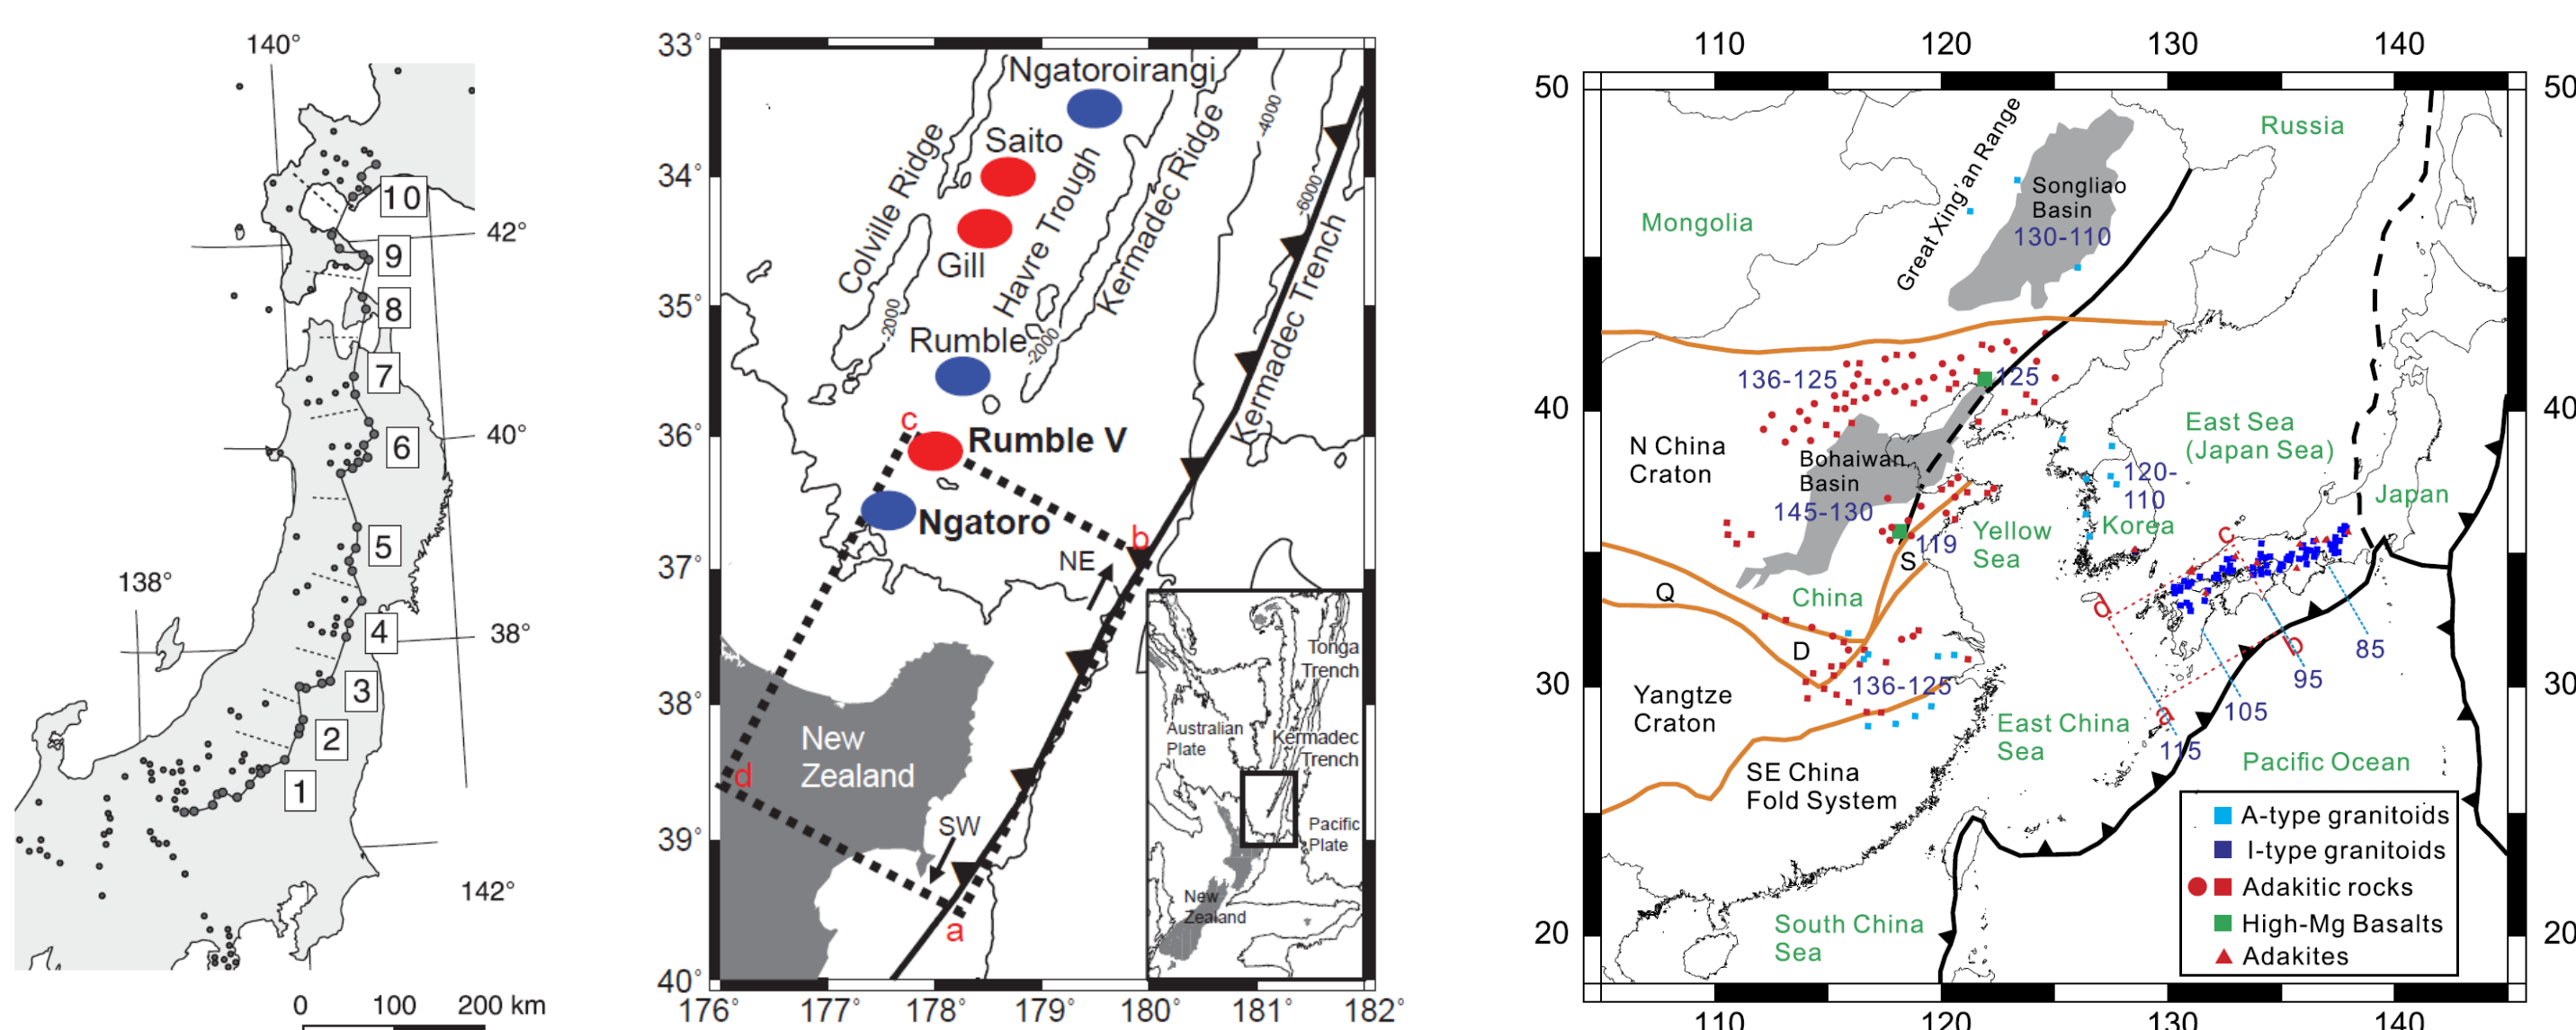 140°
10
42°
9
8
7
40°
6
5
138°
4
38°
3
2
1
142°
0 100 200 km
33°
34°
35°
36°
37°
38°
39°
40°
176° 177° 178° 179° 180° 181° 182°
Ngatoroirangi
Saito
Gill
Rumble
Rumble V
Ngatoro
Colville Ridge
Havre Trough
Kermadec Ridge
Kermadec Trench
-4000
-6000
-2000
-2000
c
b
NE
d
SW
a
New
Zealand
Tonga
Trench
Australian
Plate
Kermadec
Trench
Pacific
Plate
New
Zealand
110 120 130 140
50
40
30
20
50
40
30
20
110 120 130 140
Great Xing'an Range
Russia
Songliao
Basin
130-110
Mongolia
136-125
125
N China
Craton
Bohaiwan
Basin
145-130
East Sea
(Japan Sea)
120-
110
Japan
Korea
Yellow
Sea
119
S
Q
China
D
136-125
Yangtze
Craton
SE China
Fold System
East China
Sea
South China
Sea
Pacific Ocean
c
d
b
a
85
95
105
115
A-type granitoids
I-type granitoids
Adakitic rocks
High-Mg Basalts
Adakites